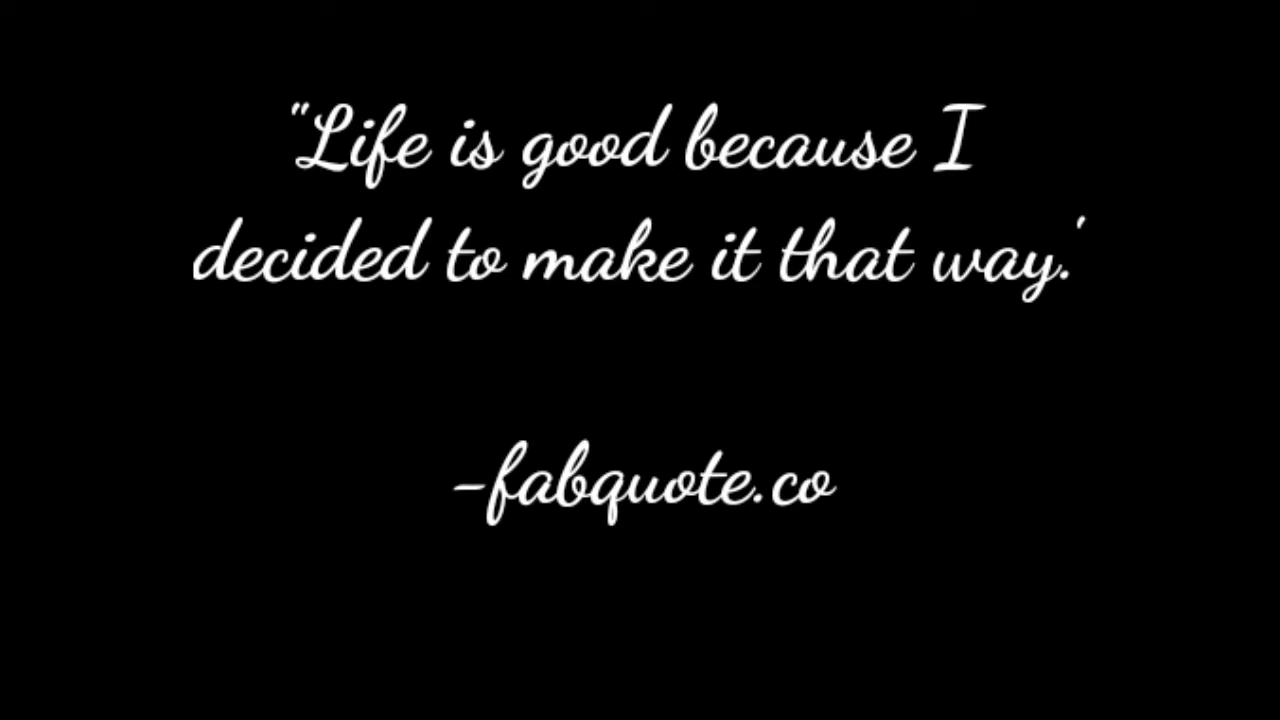 "Life is good because I
decided to make it that way.'
-fabquote.co